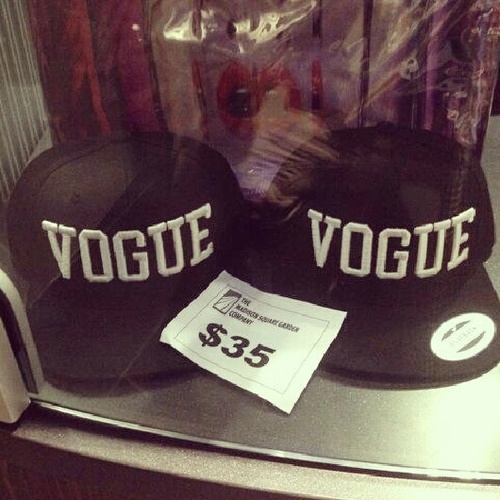 VOGUE
VOGUE
THE
MADISON SQUARE GARDEN
COMPANY
$35